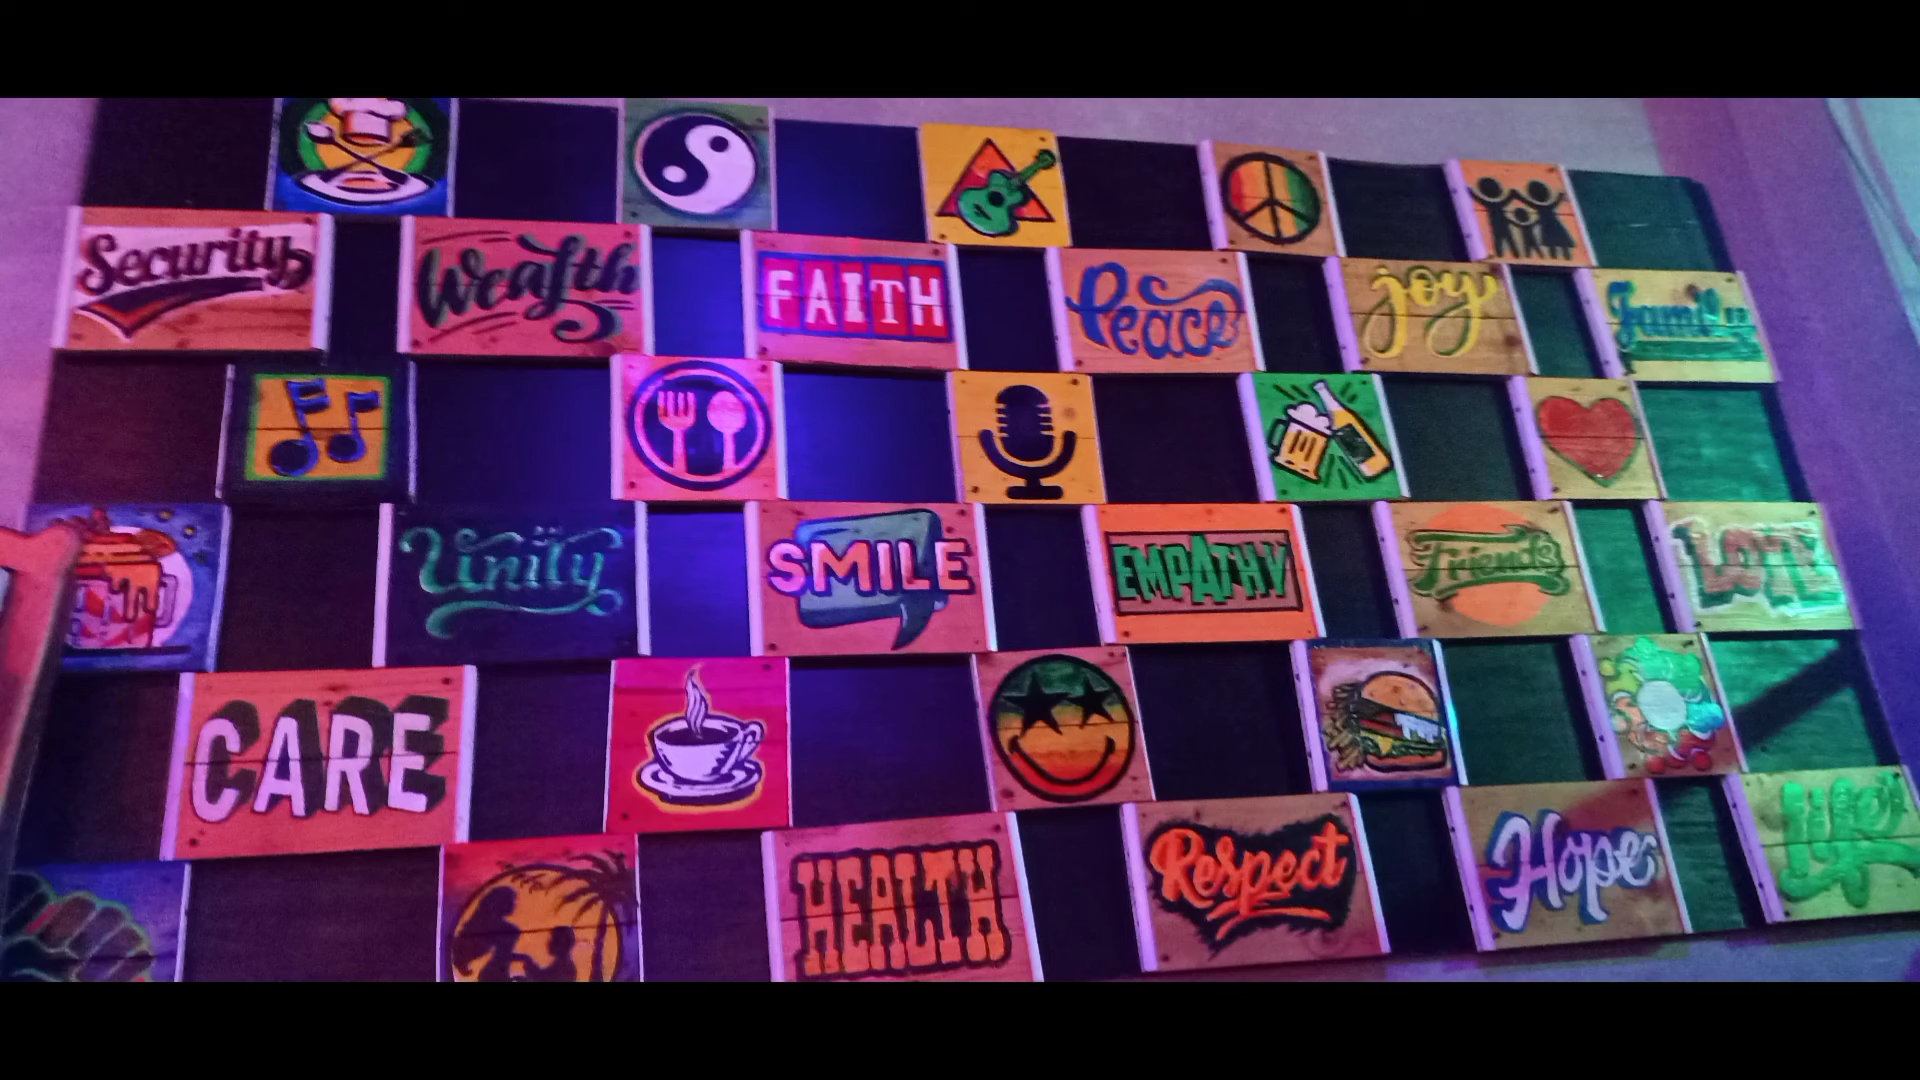 Security
Wealth
FAITH
Peace
joy
Family
Unity
SMILE
EMPATHY
Friends
LOVE
CARE
HEALTH
Respect
Hope
life